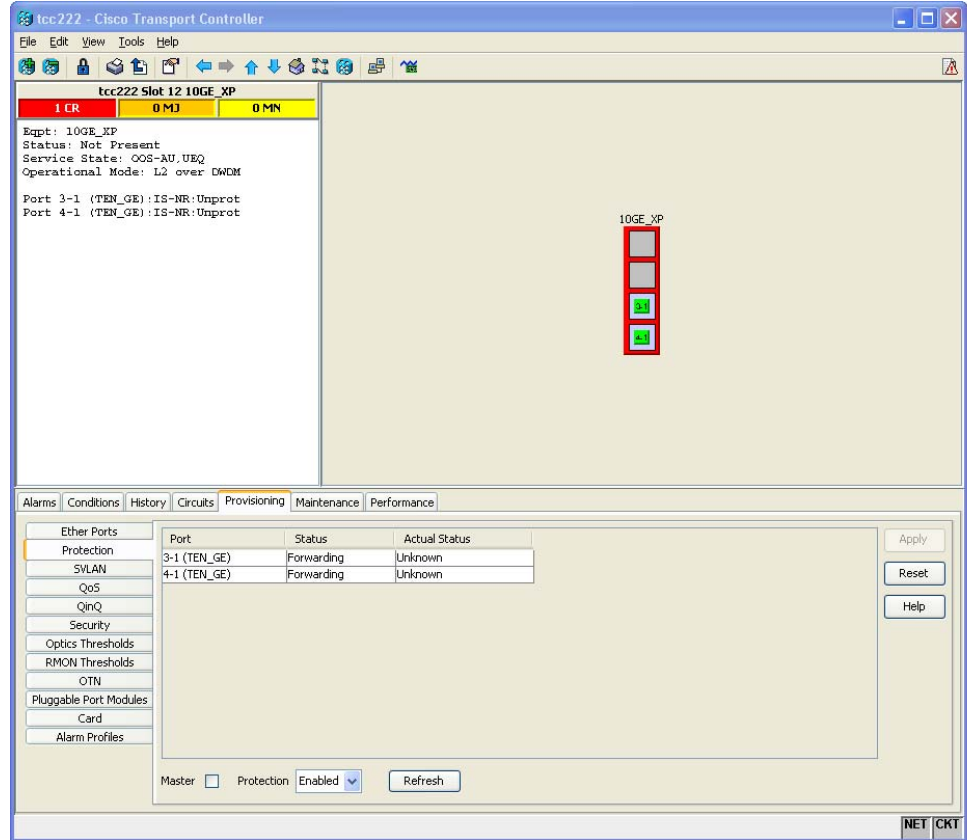 tcc222 - Cisco Transport Controller
File Edit View Tools Help
tcc222 Slot 12 10GE_XP
1 CR 0 MJ 0 MN
Eqpt: 10GE_XP
Status: Not Present
Service State: OOS-AU,UEQ
Operational Mode: L2 over DWDM
Port 3-1 (TEN_GE):IS-NR:Unprot
Port 4-1 (TEN_GE):IS-NR:Unprot
10GE_XP
3-1
4-1
Alarms Conditions History Circuits Provisioning Maintenance Performance
Ether Ports
Protection
SVLAN
QoS
QinQ
Security
Optics Thresholds
RMON Thresholds
OTN
Pluggable Port Modules
Card
Alarm Profiles
Port Status Actual Status
3-1 (TEN_GE) Forwarding Unknown
4-1 (TEN_GE) Forwarding Unknown
Apply
Reset
Help
Master Protection Enabled Refresh
NET CKT